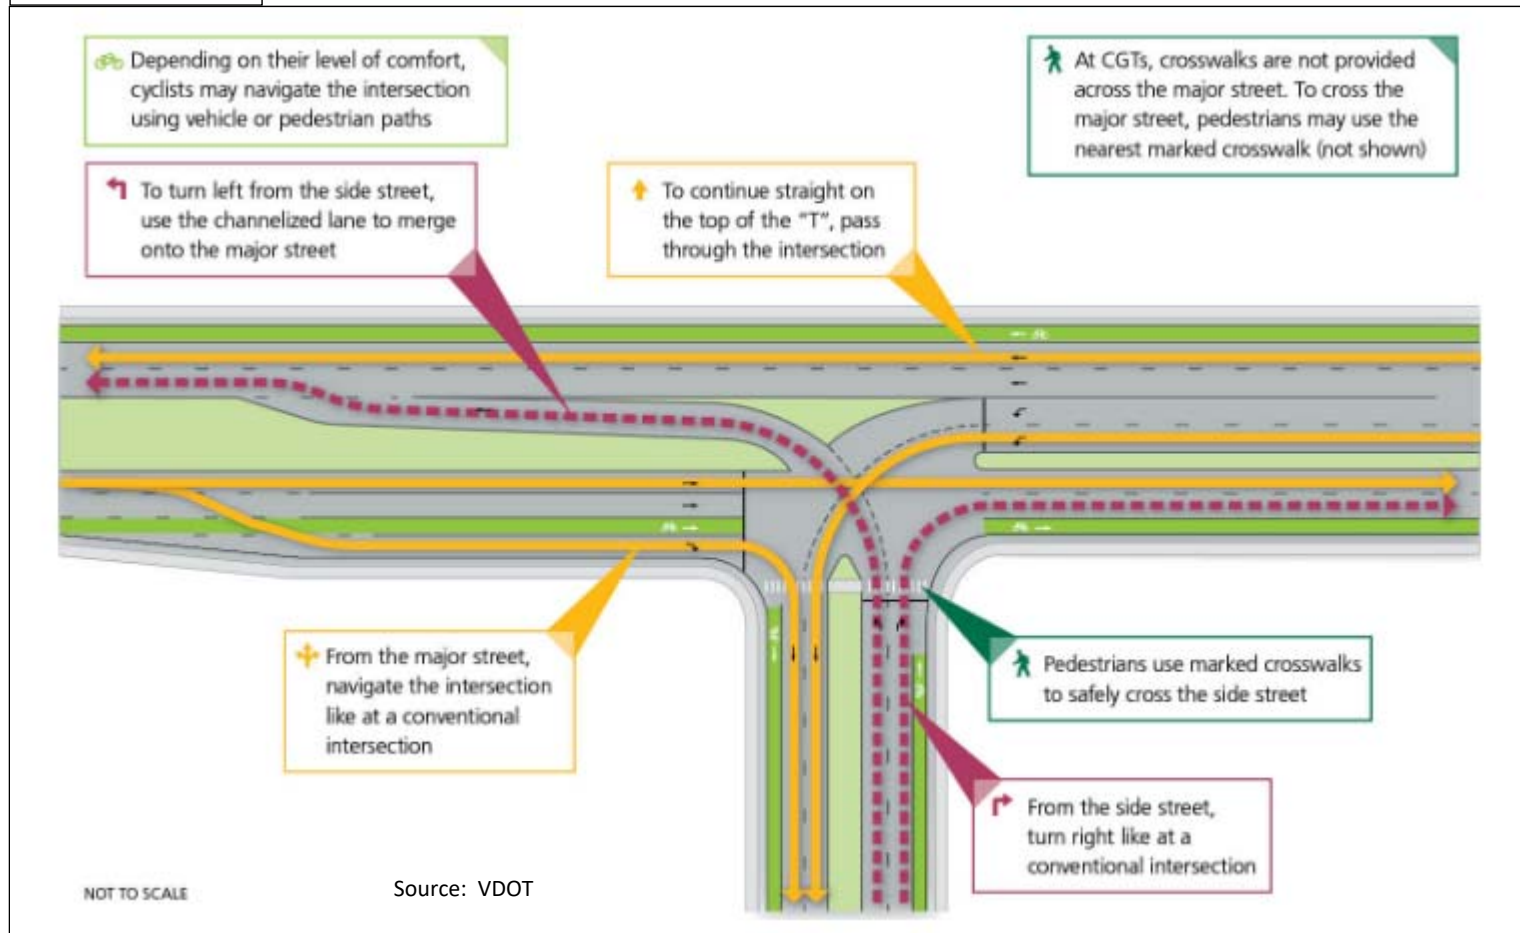 Depending on their level of comfort,
cyclists may navigate the intersection
using vehicle or pedestrian paths
At CGTs, crosswalks are not provided
across the major street. To cross the
major street, pedestrians may use the
nearest marked crosswalk (not shown)
To turn left from the side street,
use the channelized lane to merge
onto the major street
To continue straight on
the top of the “T”, pass
through the intersection
From the major street,
navigate the intersection
like at a conventional
intersection
Pedestrians use marked crosswalks
to safely cross the side street
From the side street,
turn right like at a
conventional intersection
NOT TO SCALE
Source: VDOT